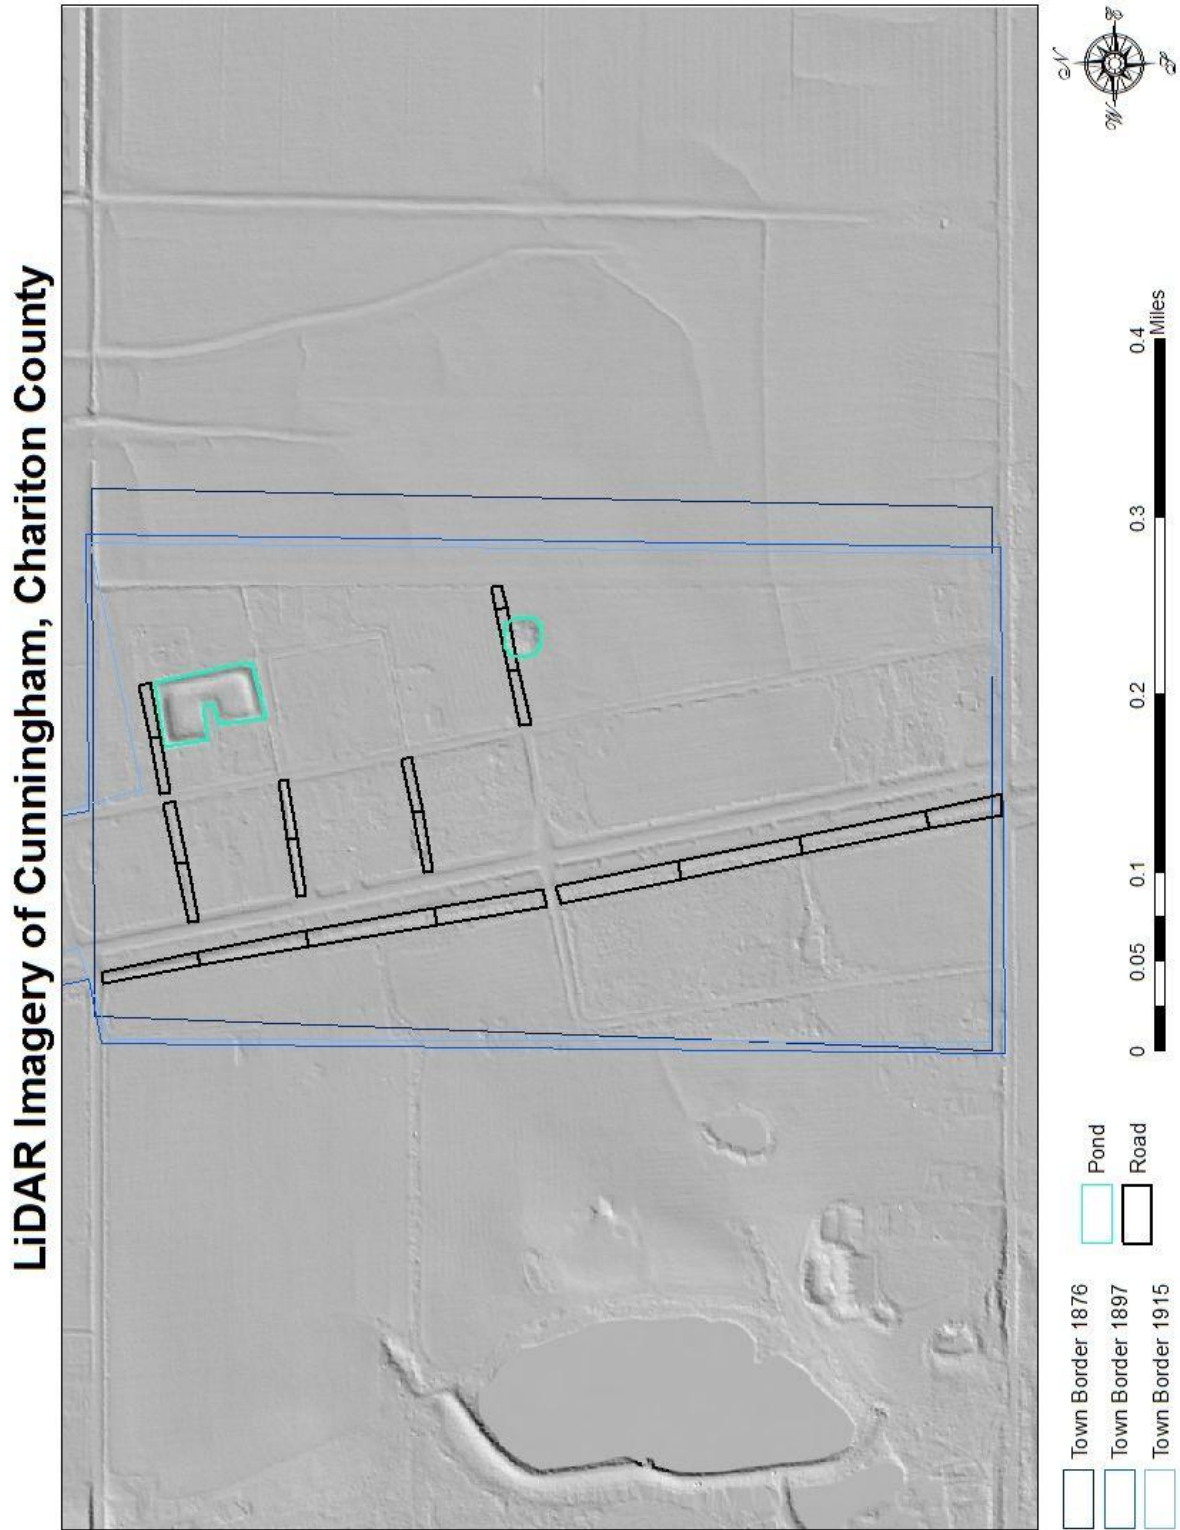 LiDAR Imagery of Cunningham, Chariton County
N
E
W
S
Town Border 1876
Town Border 1897
Town Border 1915
Pond
Road
0 0.05 0.1 0.2 0.3 0.4
Miles